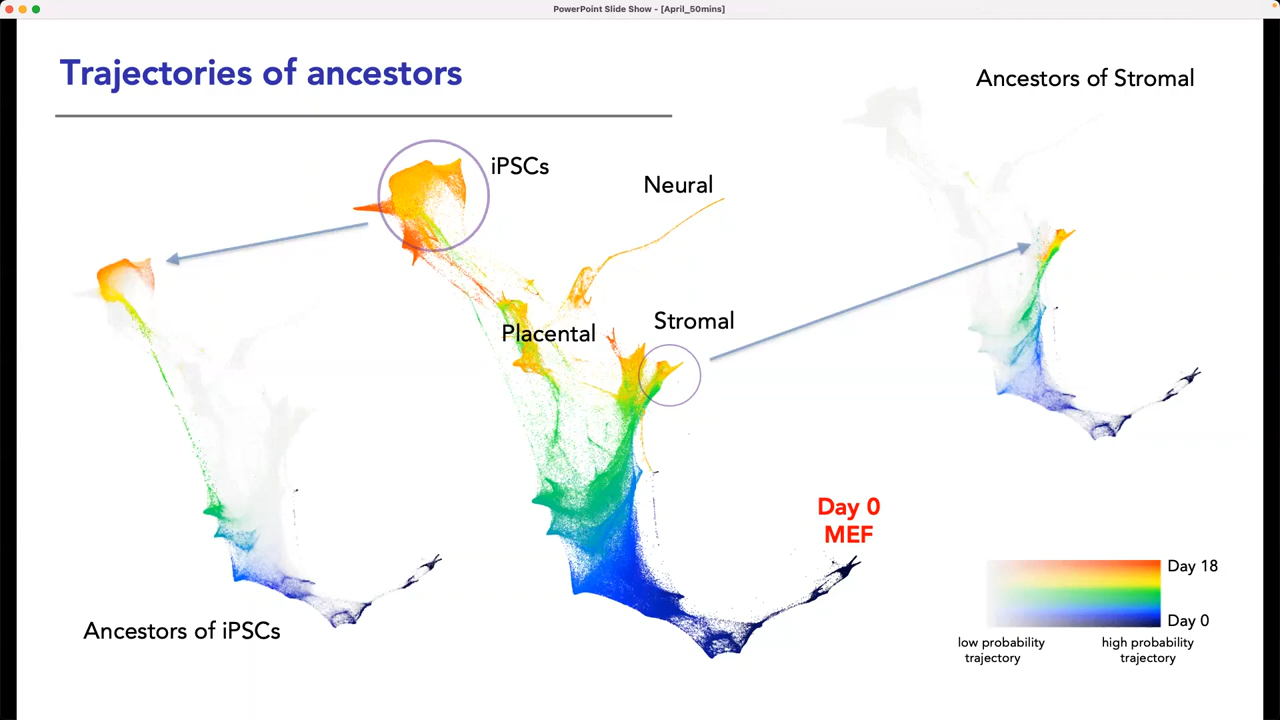 PowerPoint Slide Show - [April_50mins]
Trajectories of ancestors
Ancestors of Stromal
iPSCs
Neural
Stromal
Placental
Day 0
MEF
Day 18
Day 0
low probability
trajectory
high probability
trajectory
Ancestors of iPSCs